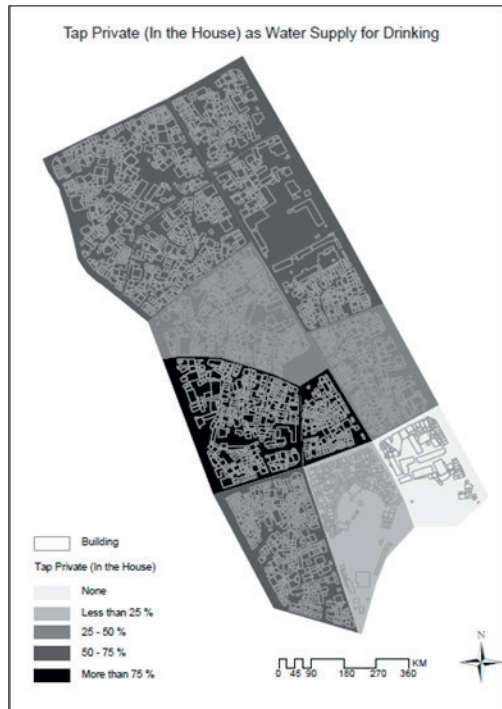 Tap Private (In the House) as Water Supply for Drinking
Building
Tap Private (In the House)
None
Less than 25 %
25 - 50 %
50 - 75 %
More than 75 %
N
KM
0 45 90 180 270 360